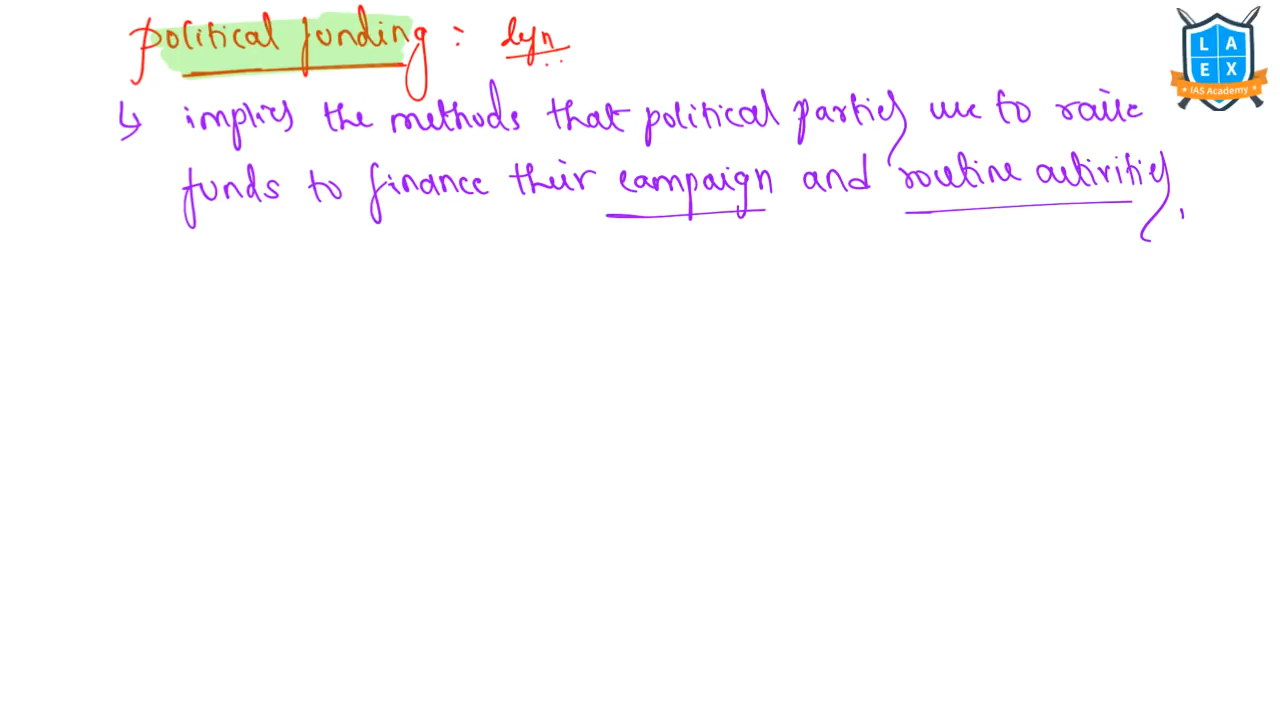 political funding :
↳ implies the methods that political parties use to raise
funds to finance their campaign and routine activities.
L A
E X
IAS Academy